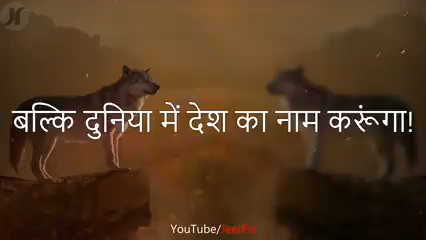 बल्कि दुनिया में देश का नाम करूंगा!
YouTube/JeetFix